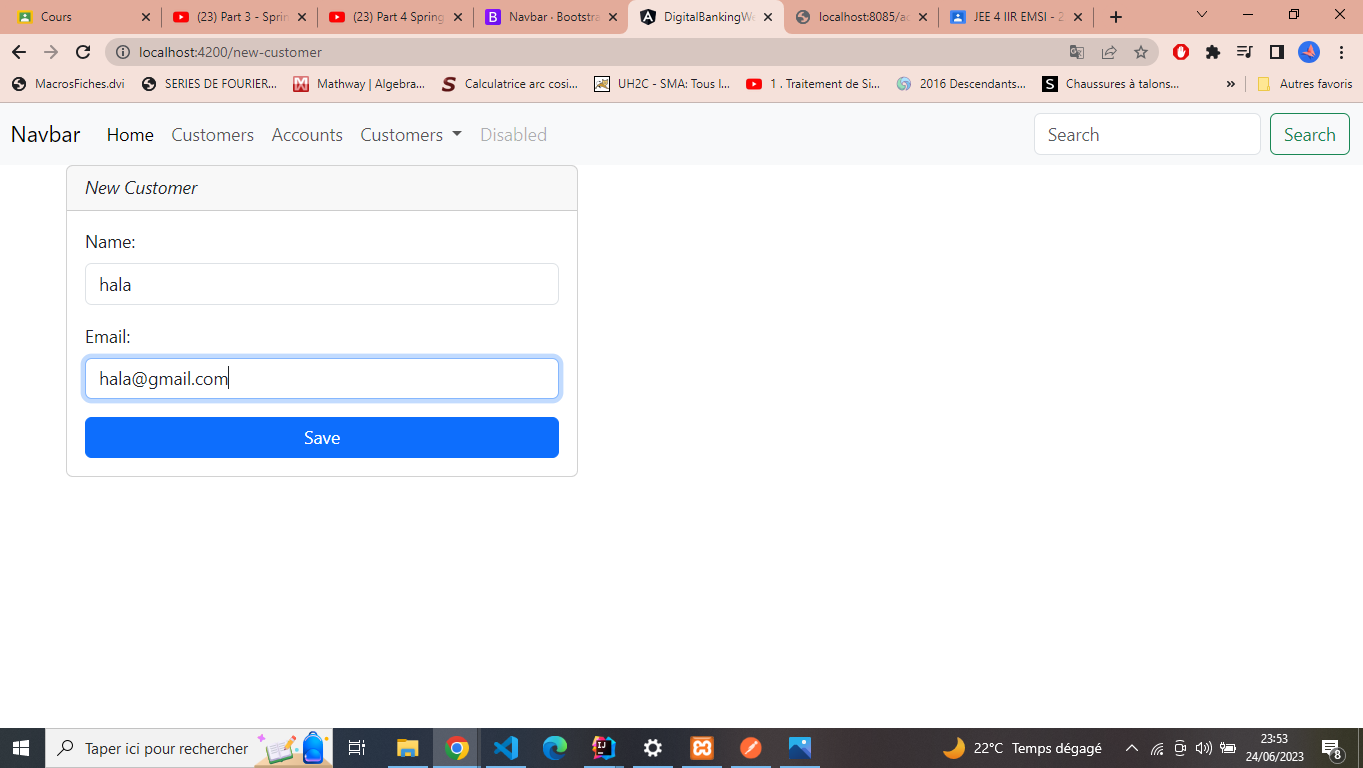 Cours
(23) Part 3 - Sprin
(23) Part 4 Spring
Navbar · Bootstra
DigitalBankingWe
localhost:8085/ac
JEE 4 IIR EMSI - 2
localhost:4200/new-customer
MacrosFiches.dvi
SERIES DE FOURIER...
Mathway | Algebra...
Calculatrice arc cosi...
UH2C - SMA: Tous l...
1 . Traitement de Si...
2016 Descendants...
Chaussures à talons...
»
Autres favoris
Navbar Home Customers Accounts Customers Disabled Search Search
New Customer
Name:
hala
Email:
hala@gmail.com
Save
Taper ici pour rechercher
22°C Temps dégagé
23:53
24/06/2023
8